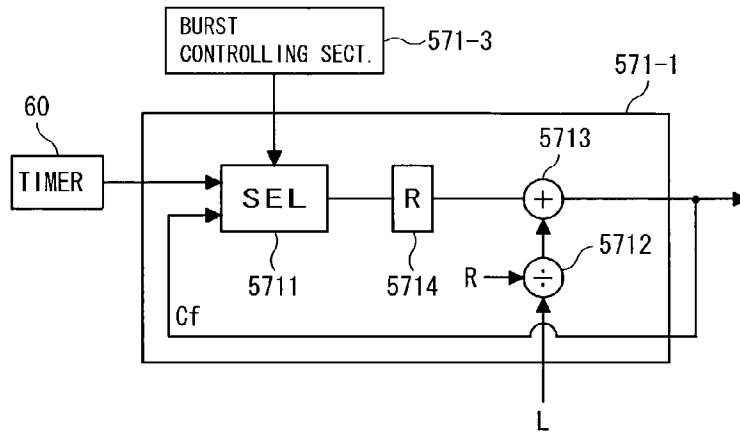 BURST
CONTROLLING SECT.
571-3
571-1
60
TIMER
SEL
R
+
5713
5711
5714
R
÷
5712
Cf
L